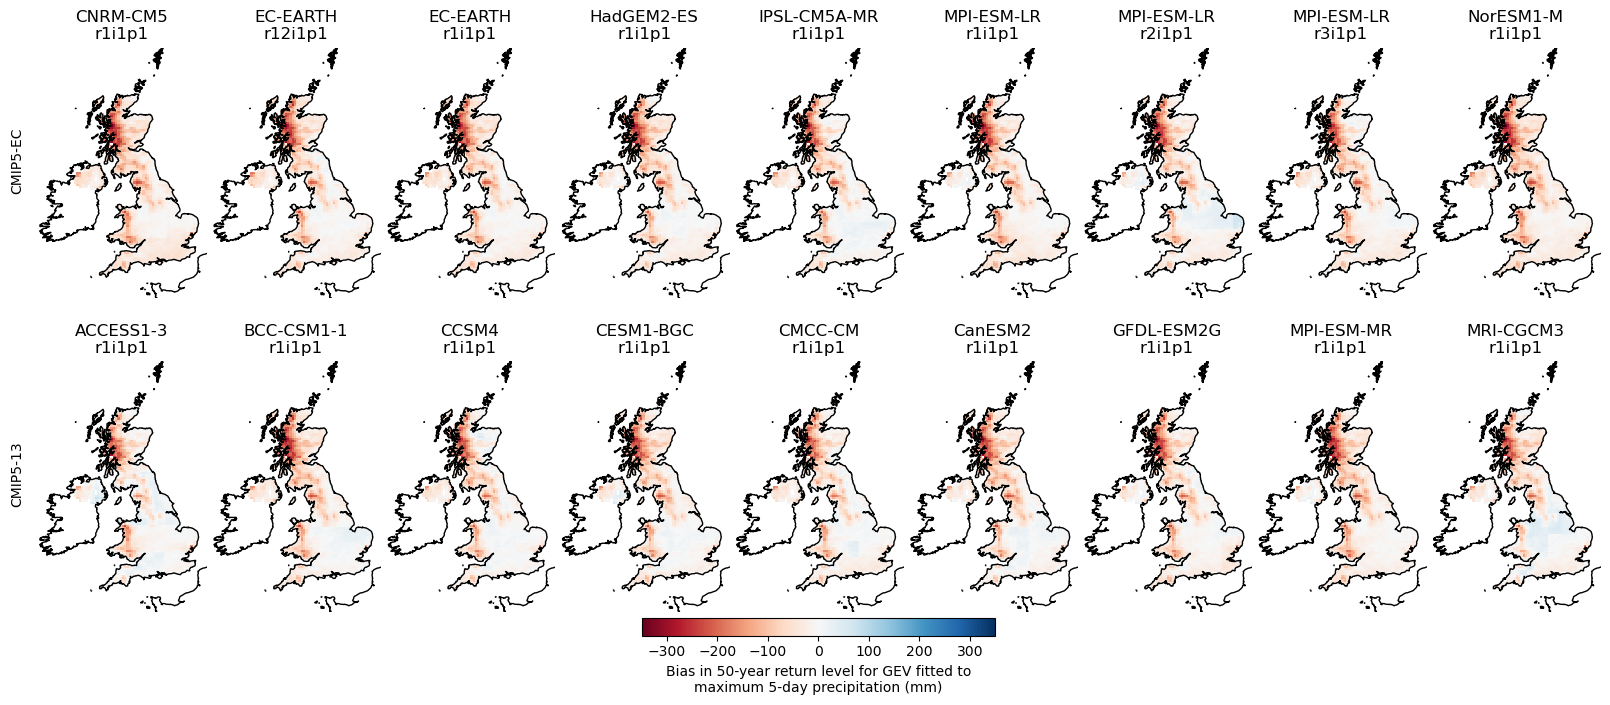 CNRM-CM5
r1i1p1
EC-EARTH
r12i1p1
EC-EARTH
r1i1p1
HadGEM2-ES
r1i1p1
IPSL-CM5A-MR
r1i1p1
MPI-ESM-LR
r1i1p1
MPI-ESM-LR
r2i1p1
MPI-ESM-LR
r3i1p1
NorESM1-M
r1i1p1
CMIP5-EC
ACCESS1-3
r1i1p1
BCC-CSM1-1
r1i1p1
CCSM4
r1i1p1
CESM1-BGC
r1i1p1
CMCC-CM
r1i1p1
CanESM2
r1i1p1
GFDL-ESM2G
r1i1p1
MPI-ESM-MR
r1i1p1
MRI-CGCM3
r1i1p1
CMIP5-13
−300 −200 −100 0 100 200 300
Bias in 50-year return level for GEV fitted to
maximum 5-day precipitation (mm)